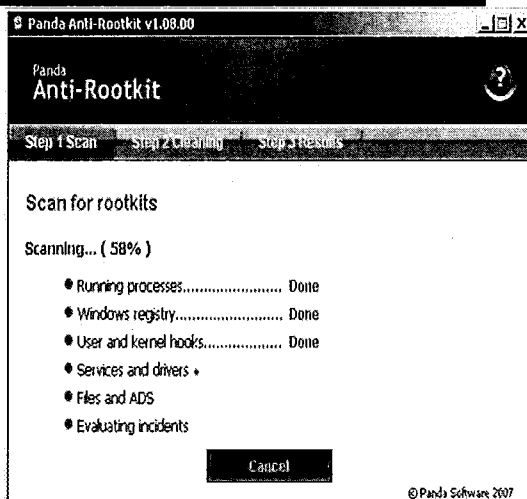 Panda Anti-Rootkit v1.08.00
Panda
Anti-Rootkit
?
Step 1 Scan Step 2 Cleaning Step 3 Results
Scan for rootkits
Scanning... ( 58% )
Running processes....................... Done
Windows registry........................ Done
User and kernel hooks................. Done
Services and drivers
Files and ADS
Evaluating incidents
Cancel
© Panda Software 2007